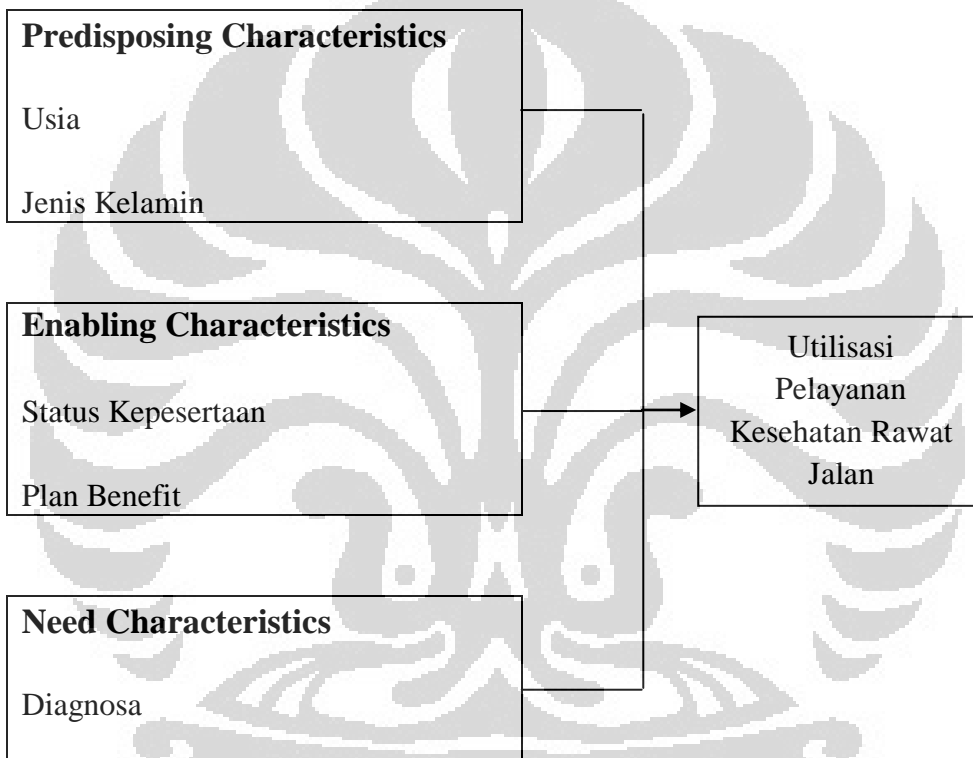 Predisposing Characteristics
Usia
Jenis Kelamin
Enabling Characteristics
Status Kepesertaan
Plan Benefit
Utilisasi
Pelayanan
Kesehatan Rawat
Jalan
Need Characteristics
Diagnosa